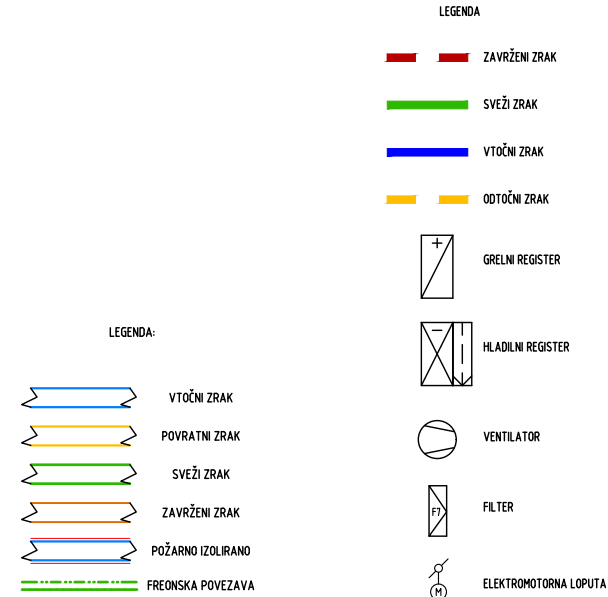 LEGENDA
ZAVRŽENI ZRAK
SVEŽI ZRAK
VTOČNI ZRAK
ODTOČNI ZRAK
+
GRELNI REGISTER
−
HLADILNI REGISTER
VENTILATOR
F7
FILTER
M
ELEKTROMOTORNA LOPUTA
LEGENDA:
VTOČNI ZRAK
POVRATNI ZRAK
SVEŽI ZRAK
ZAVRŽENI ZRAK
POŽARNO IZOLIRANO
FREONSKA POVEZAVA